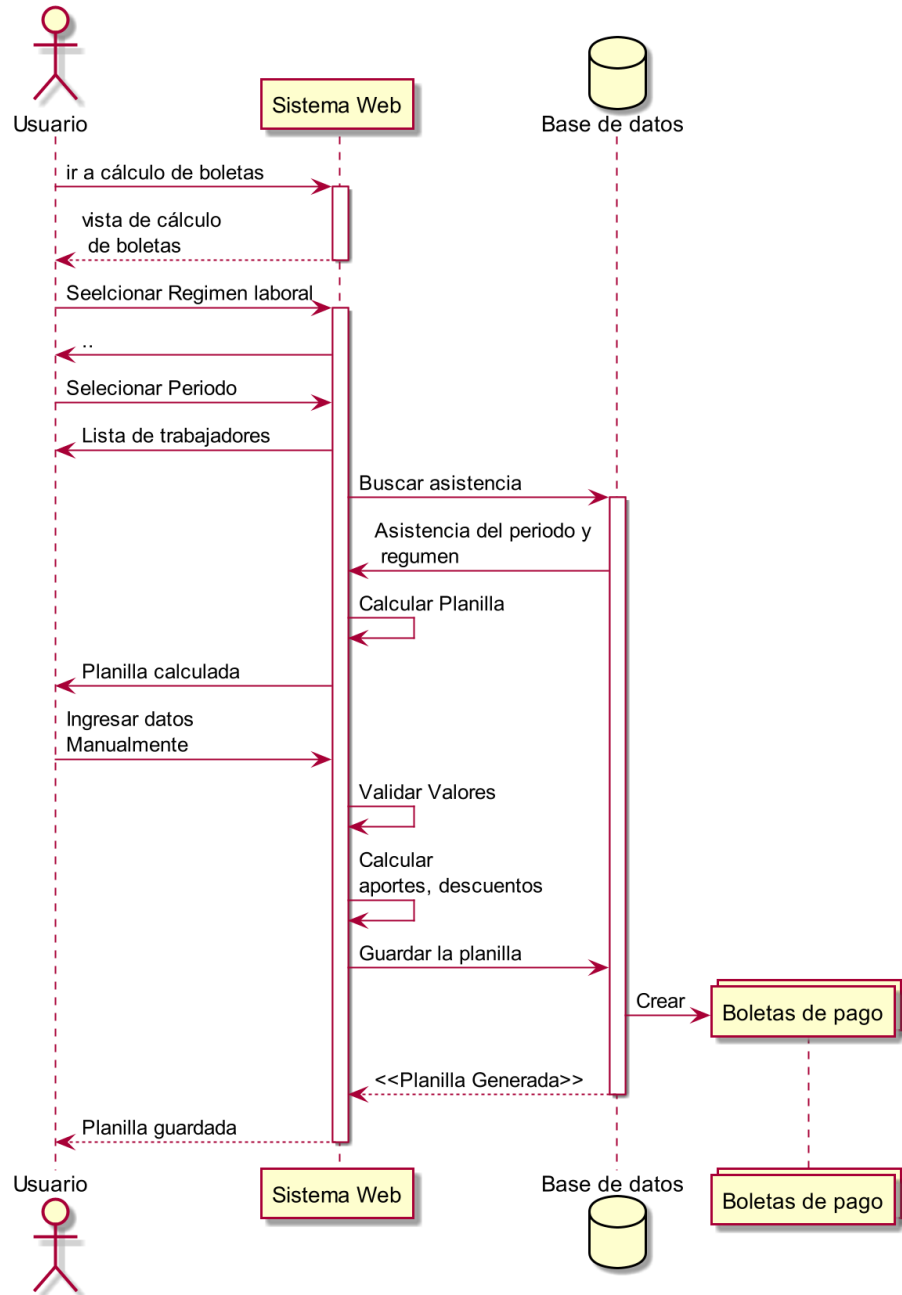 Usuario
Sistema Web
Base de datos
ir a cálculo de boletas
vista de cálculo
de boletas
Seelcionar Regimen laboral
..
Selecionar Periodo
Lista de trabajadores
Buscar asistencia
Asistencia del periodo y
regumen
Calcular Planilla
Planilla calculada
Ingresar datos
Manualmente
Validar Valores
Calcular
aportes, descuentos
Guardar la planilla
Crear
Boletas de pago
<<Planilla Generada>>
Planilla guardada
Usuario
Sistema Web
Base de datos
Boletas de pago